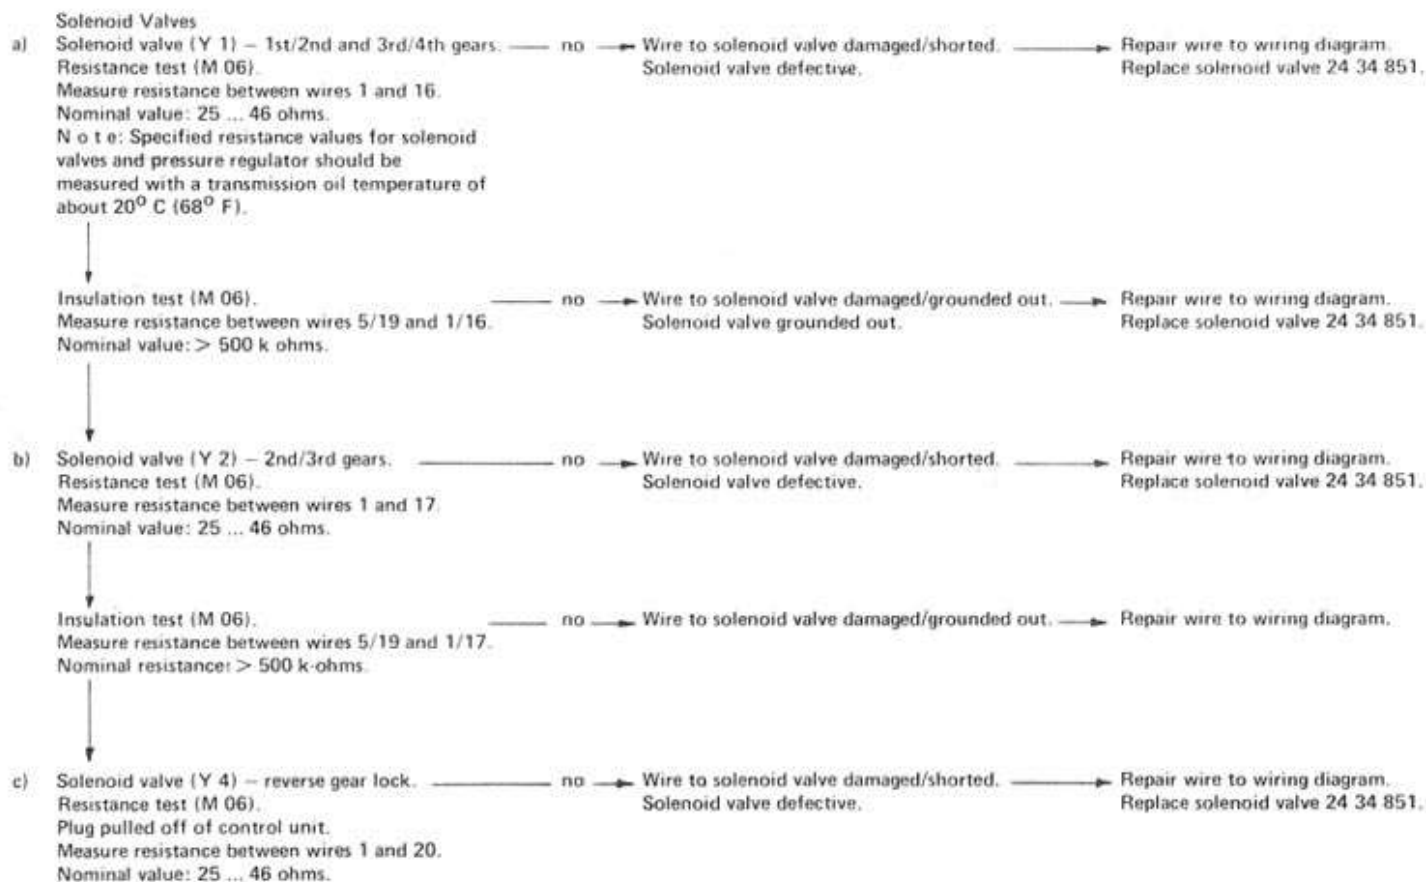 Solenoid Valves
a) Solenoid valve (Y 1) – 1st/2nd and 3rd/4th gears. no Wire to solenoid valve damaged/shorted. Repair wire to wiring diagram.
Resistance test (M 06). Solenoid valve defective. Replace solenoid valve 24 34 851.
Measure resistance between wires 1 and 16.
Nominal value: 25 ... 46 ohms.
N o t e: Specified resistance values for solenoid
valves and pressure regulator should be
measured with a transmission oil temperature of
about 20° C (68° F).
Insulation test (M 06). no Wire to solenoid valve damaged/grounded out. Repair wire to wiring diagram.
Measure resistance between wires 5/19 and 1/16. Solenoid valve grounded out. Replace solenoid valve 24 34 851.
Nominal value: > 500 k ohms.
b) Solenoid valve (Y 2) – 2nd/3rd gears. no Wire to solenoid valve damaged/shorted. Repair wire to wiring diagram.
Resistance test (M 06). Solenoid valve defective. Replace solenoid valve 24 34 851.
Measure resistance between wires 1 and 17.
Nominal value: 25 ... 46 ohms.
Insulation test (M 06). no Wire to solenoid valve damaged/grounded out. Repair wire to wiring diagram.
Measure resistance between wires 5/19 and 1/17.
Nominal resistance: > 500 k-ohms.
c) Solenoid valve (Y 4) – reverse gear lock. no Wire to solenoid valve damaged/shorted. Repair wire to wiring diagram.
Resistance test (M 06). Solenoid valve defective. Replace solenoid valve 24 34 851.
Plug pulled off of control unit.
Measure resistance between wires 1 and 20.
Nominal value: 25 ... 46 ohms.